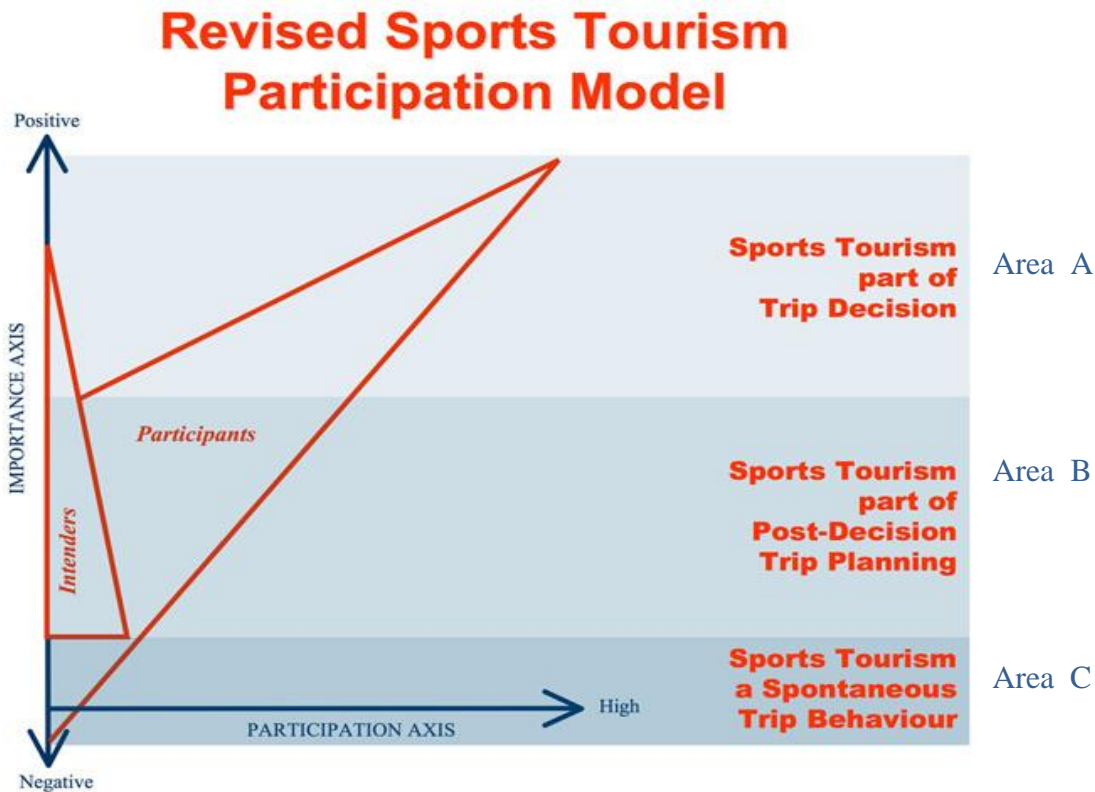 Revised Sports Tourism
Participation Model
Positive
IMPORTANCE AXIS
Sports Tourism
part of
Trip Decision
Area A
Participants
Intenders
Sports Tourism
part of
Post-Decision
Trip Planning
Area B
Sports Tourism
a Spontaneous
Trip Behaviour
Area C
High
PARTICIPATION AXIS
Negative